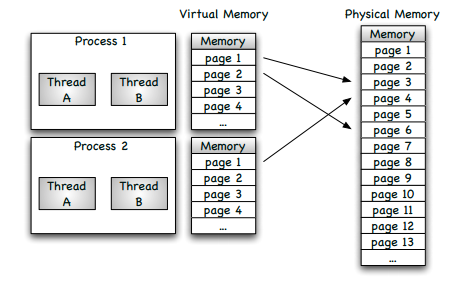 Virtual Memory
Physical Memory
Process 1
Thread
A
Thread
B
Memory
page 1
page 2
page 3
page 4
...
Process 2
Thread
A
Thread
B
Memory
page 1
page 2
page 3
page 4
...
Memory
page 1
page 2
page 3
page 4
page 5
page 6
page 7
page 8
page 9
page 10
page 11
page 12
page 13
...